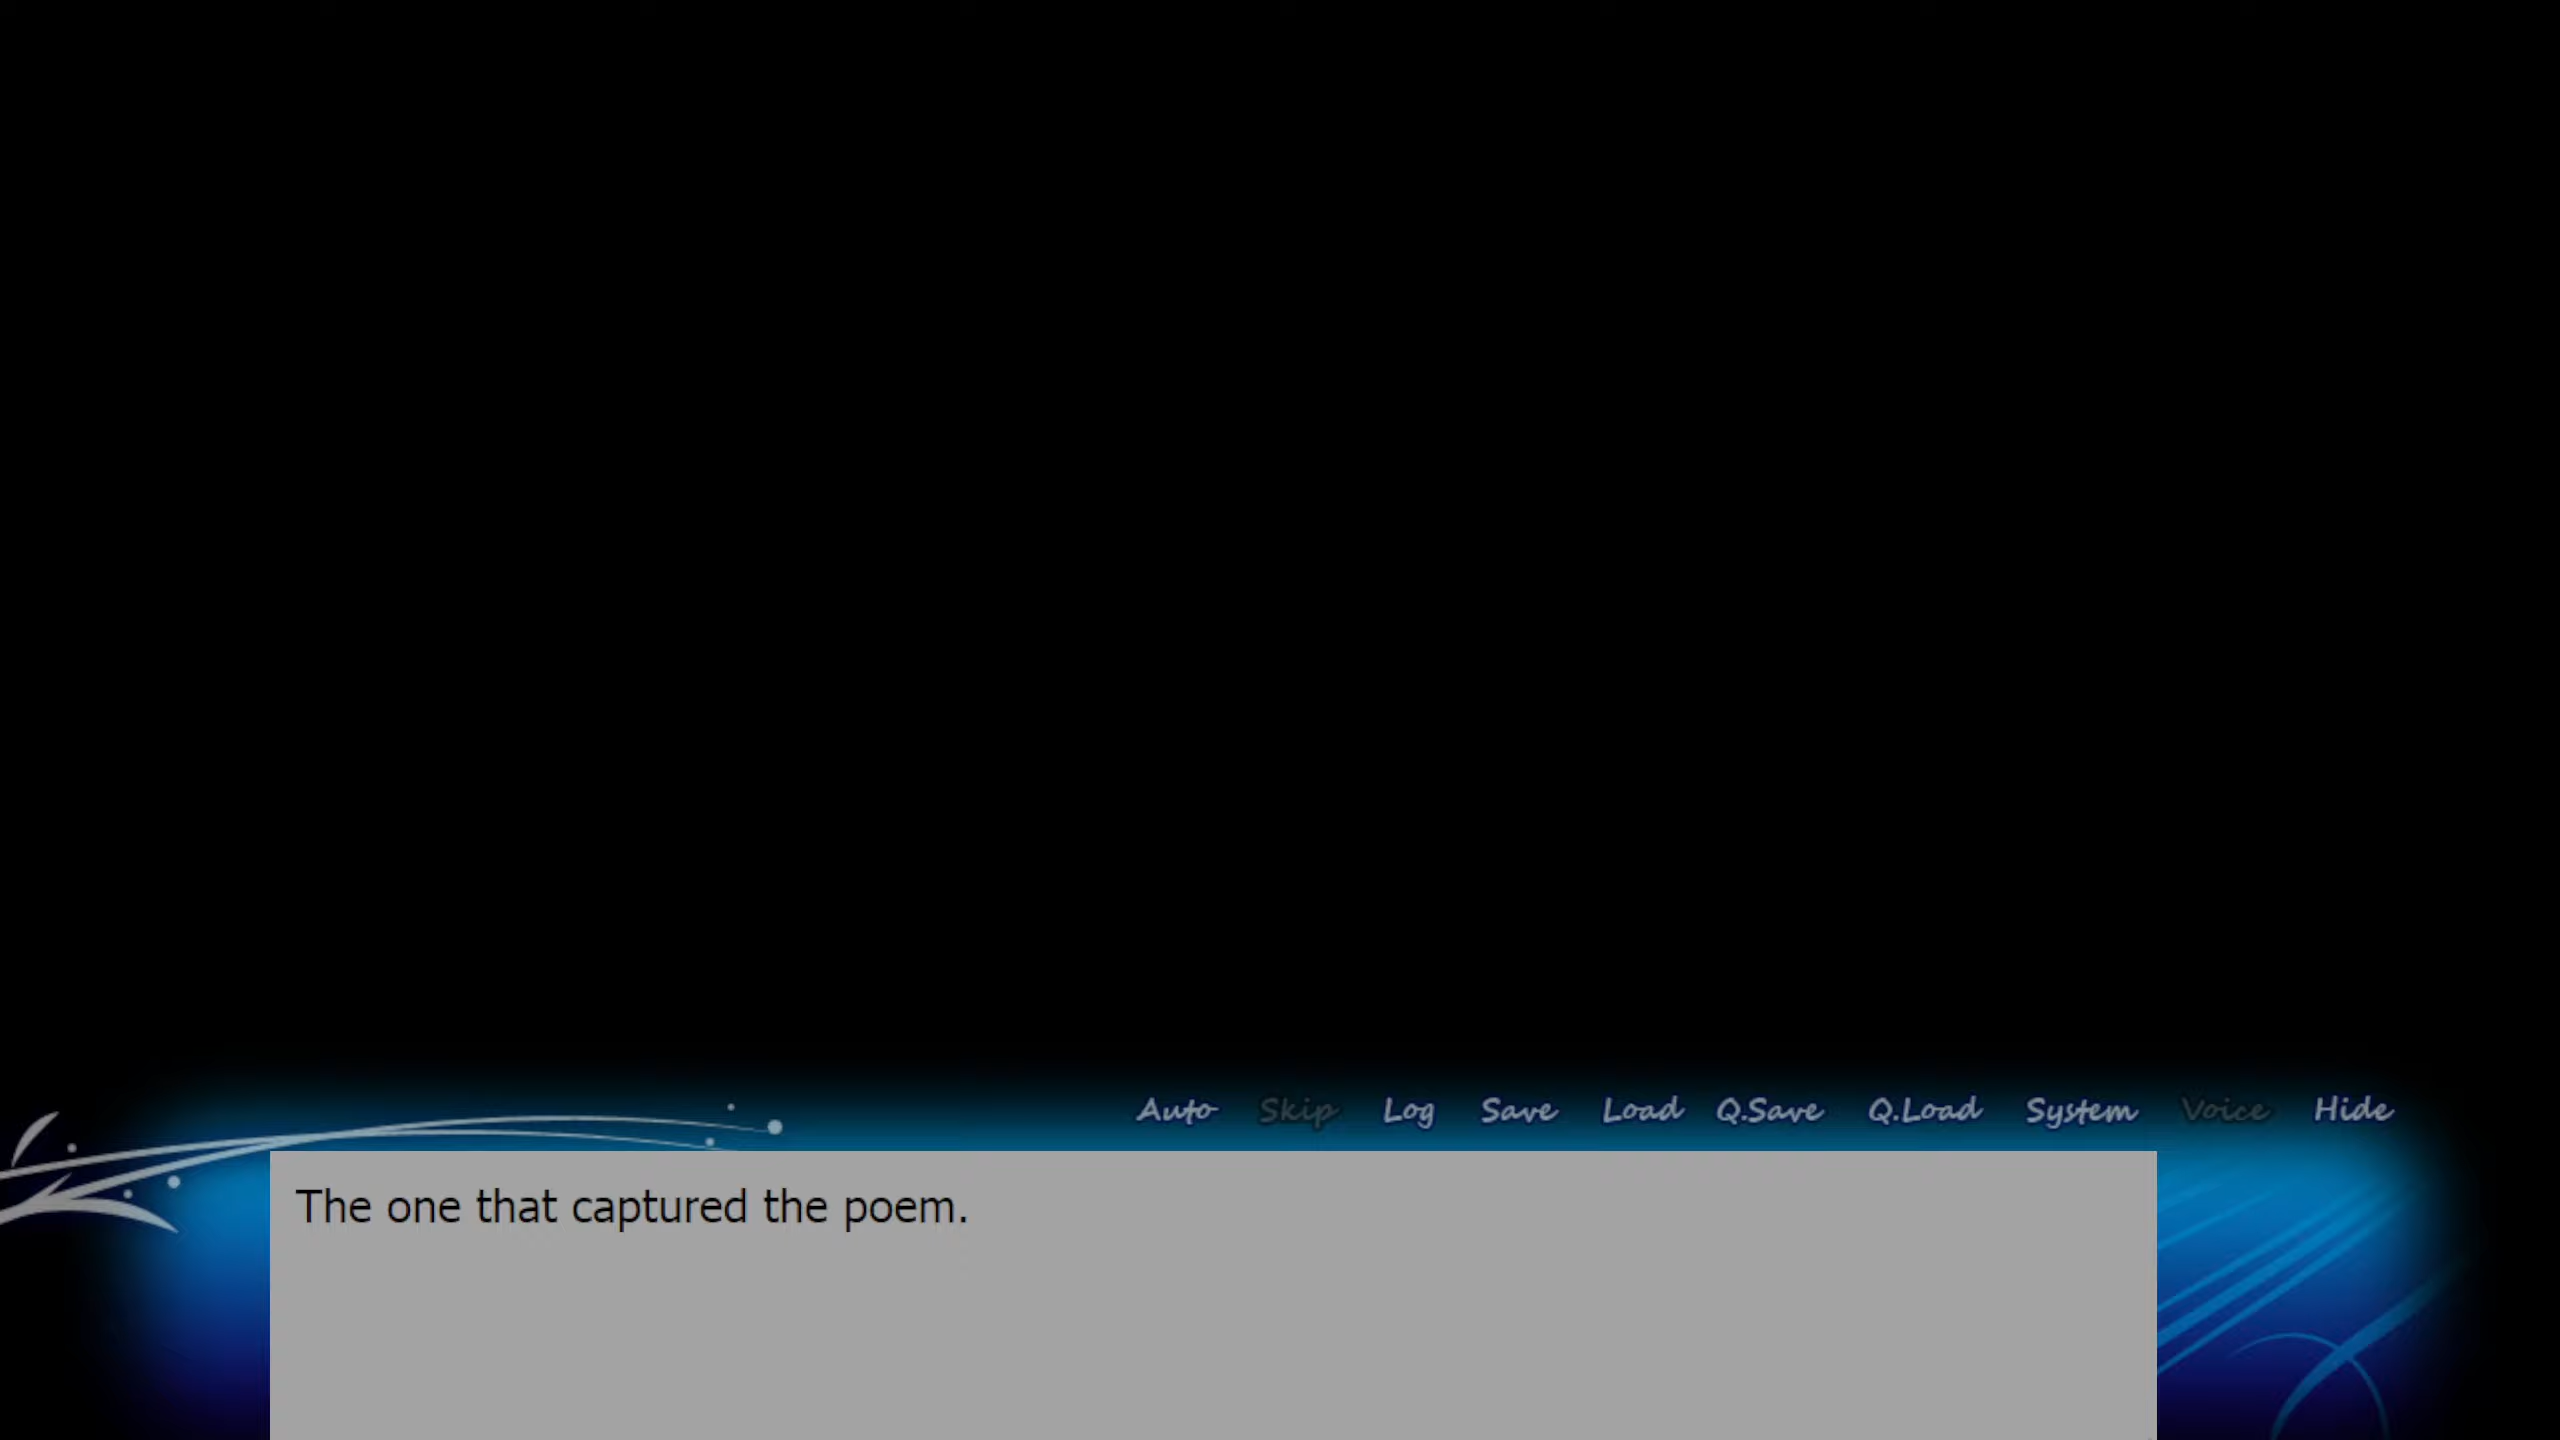 Auto Skip Log Save Load Q.Save Q.Load System Voice Hide
The one that captured the poem.